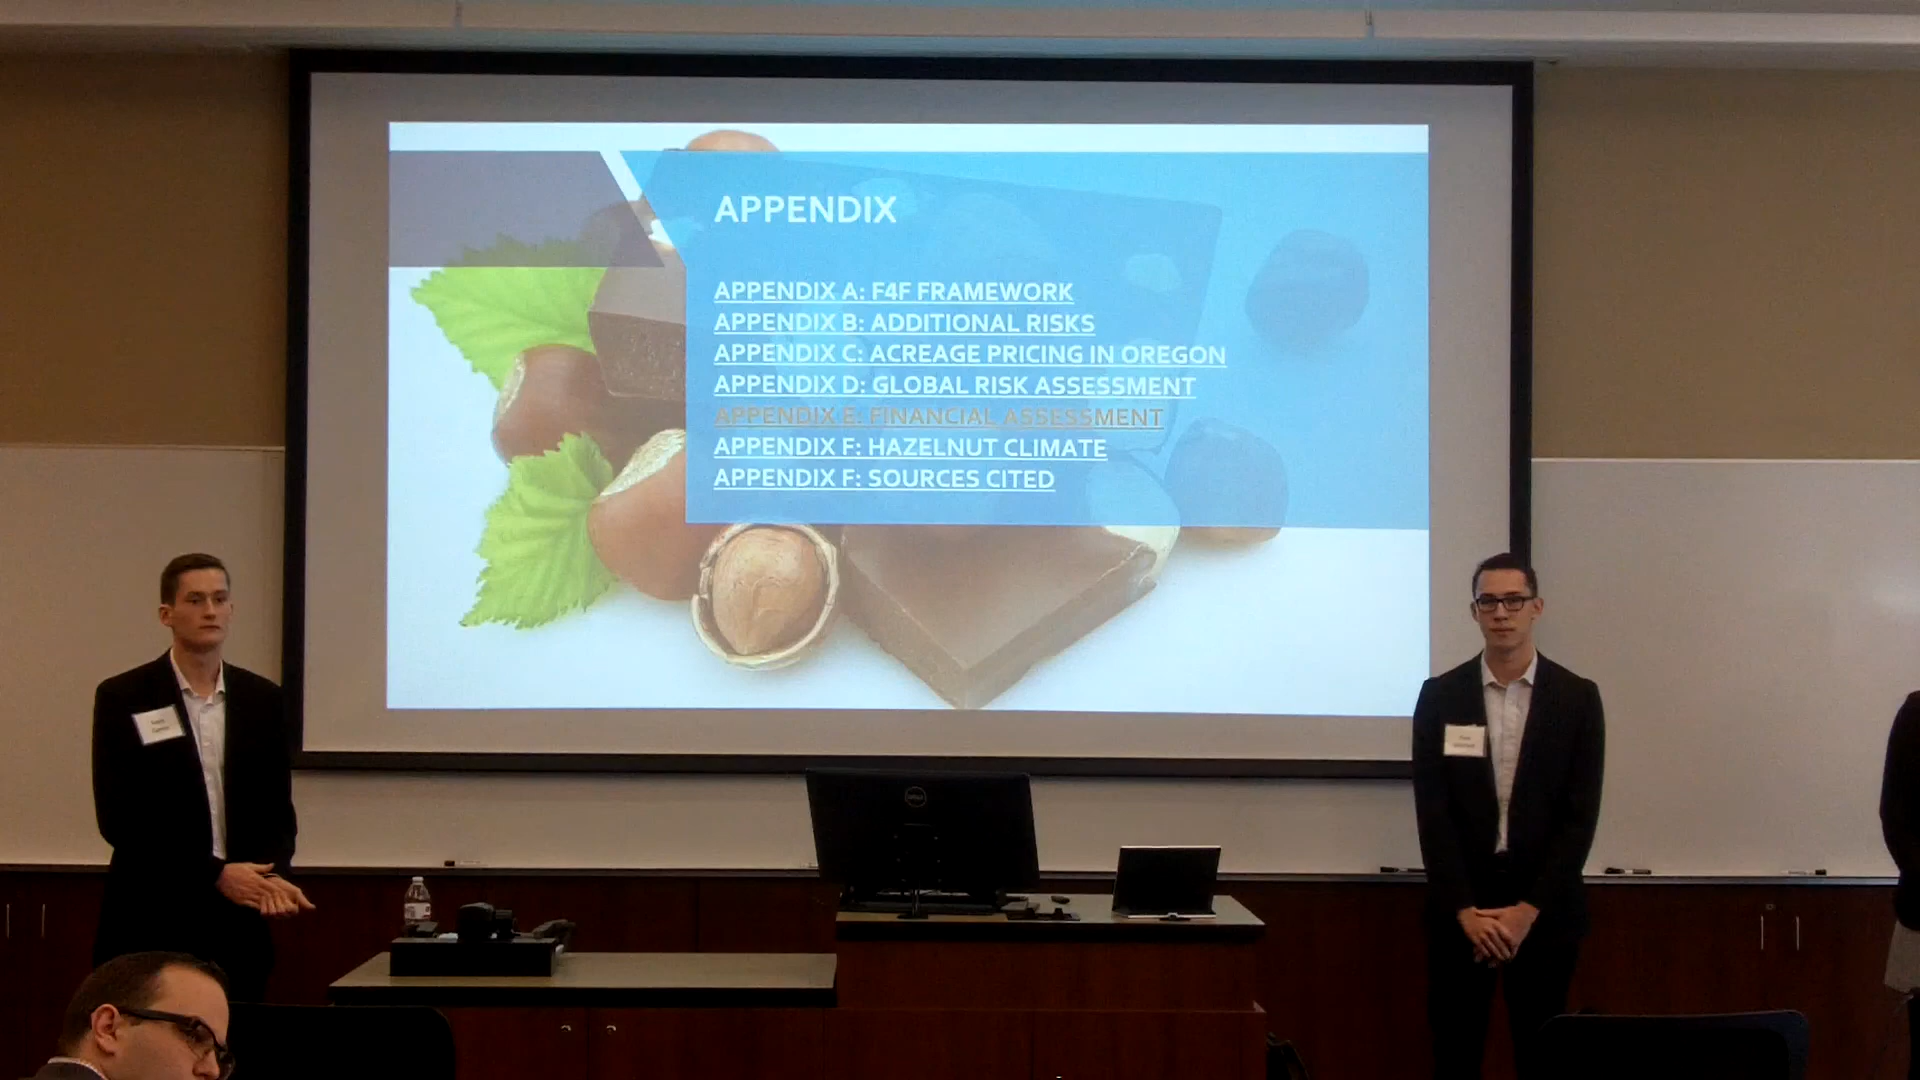 APPENDIX
APPENDIX A: F4F FRAMEWORK
APPENDIX B: ADDITIONAL RISKS
APPENDIX C: ACREAGE PRICING IN OREGON
APPENDIX D: GLOBAL RISK ASSESSMENT
APPENDIX E: FINANCIAL ASSESSMENT
APPENDIX F: HAZELNUT CLIMATE
APPENDIX F: SOURCES CITED
DELL